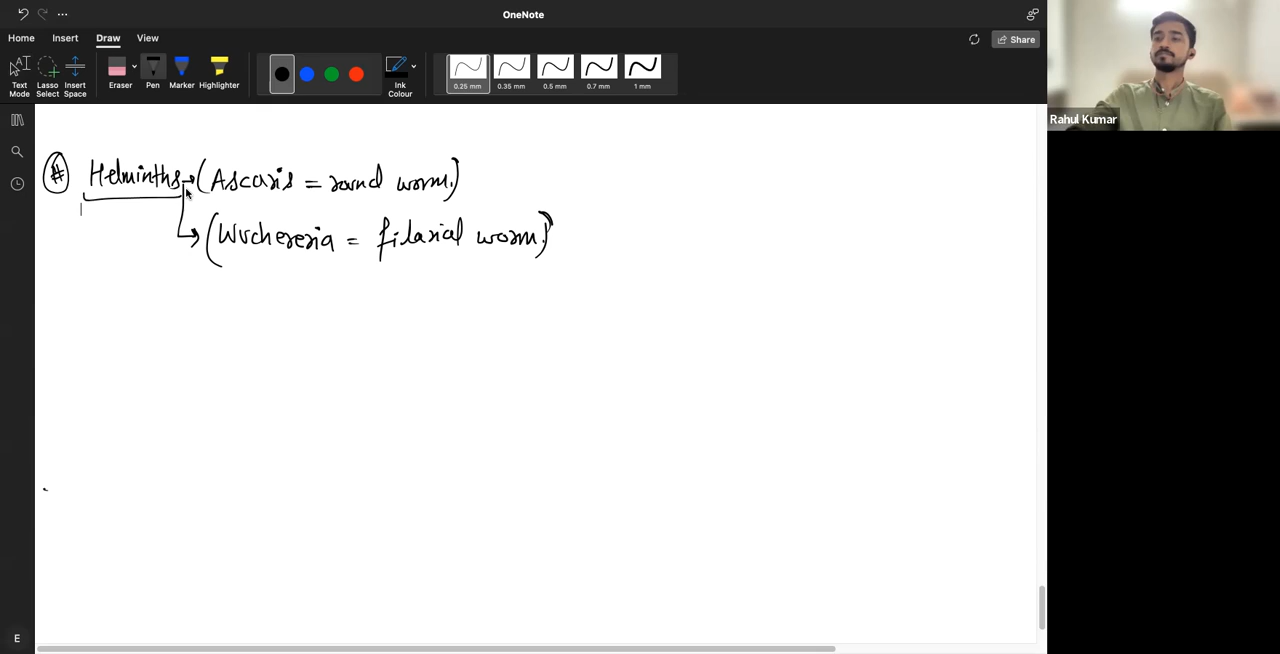 OneNote
Home Insert Draw View
Share
Text Mode Lasso Select Insert Space Eraser Pen Marker Highlighter Ink Colour 0.25 mm 0.35 mm 0.5 mm 0.7 mm 1 mm
Rahul Kumar
# Helminths → (Ascaris = round worm.)
→ (Wuchereria = filarial worm.)
E